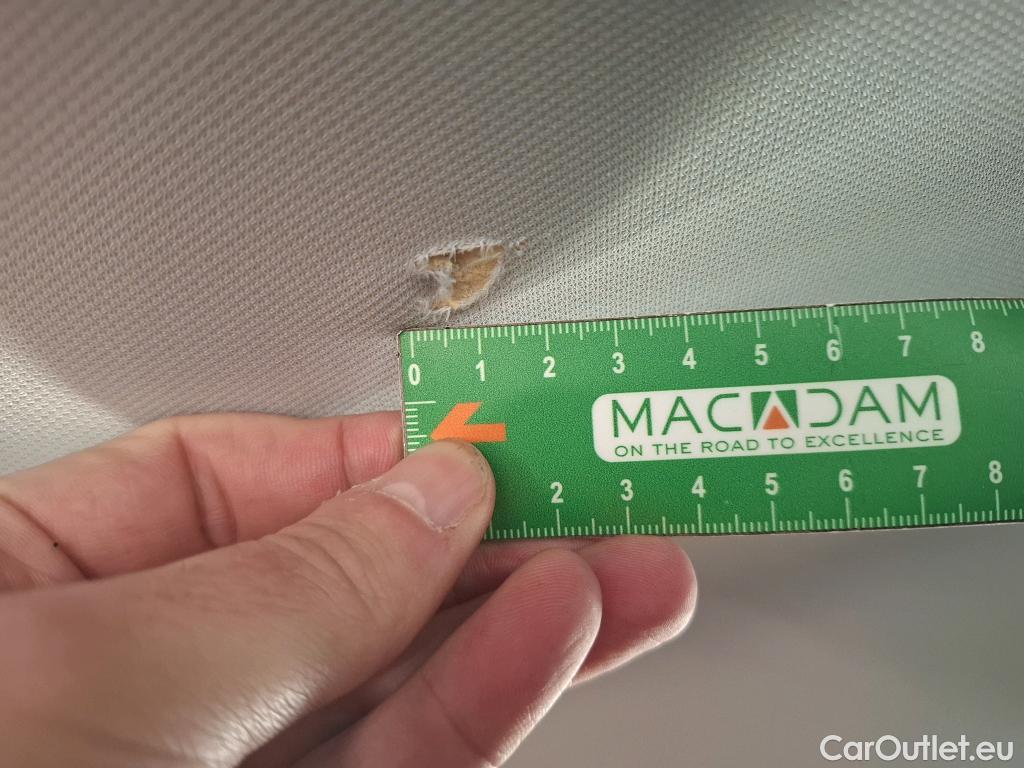 0 1 2 3 4 5 6 7 8
MACADAM
ON THE ROAD TO EXCELLENCE
2 3 4 5 6 7 8
CarOutlet.eu